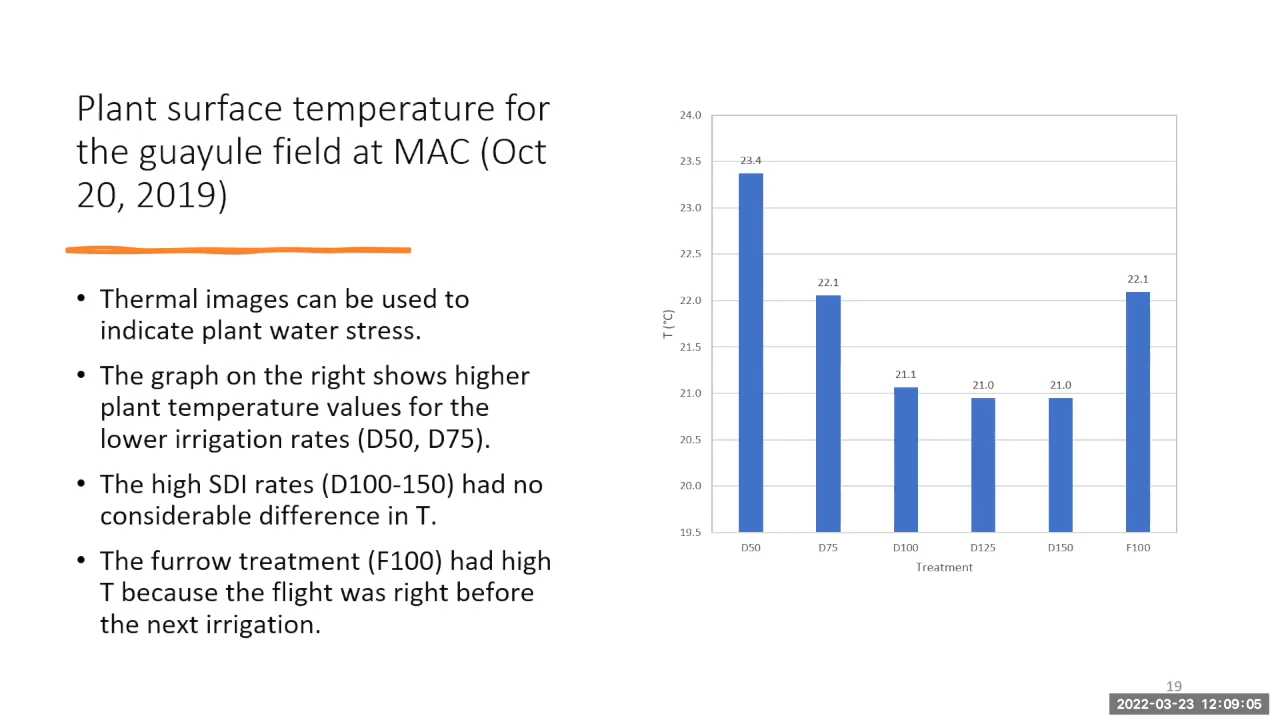 Plant surface temperature for
the guayule field at MAC (Oct
20, 2019)
• Thermal images can be used to
indicate plant water stress.
• The graph on the right shows higher
plant temperature values for the
lower irrigation rates (D50, D75).
• The high SDI rates (D100-150) had no
considerable difference in T.
• The furrow treatment (F100) had high
T because the flight was right before
the next irrigation.
T (°C)
24.0
23.5
23.0
22.5
22.0
21.5
21.0
20.5
20.0
19.5
23.4
22.1
21.1
21.0
21.0
22.1
D50 D75 D100 D125 D150 F100
Treatment
19
2022-03-23 12:09:05